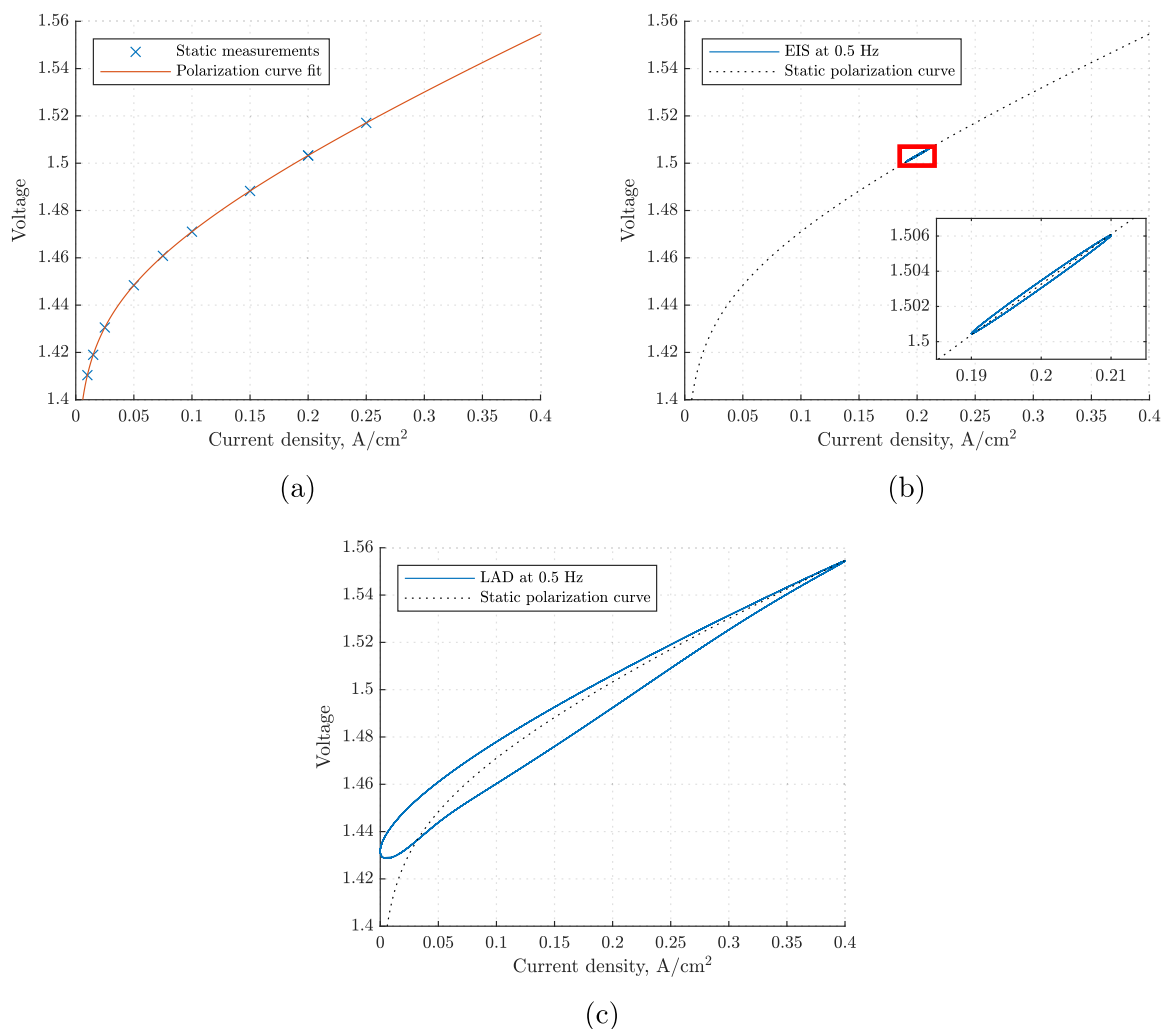 1.56
1.54
1.52
1.5
1.48
1.46
1.44
1.42
1.4
Voltage
Static measurements
Polarization curve fit
0 0.05 0.1 0.15 0.2 0.25 0.3 0.35 0.4
Current density, A/cm²
(a)
1.56
1.54
1.52
1.5
1.48
1.46
1.44
1.42
1.4
Voltage
EIS at 0.5 Hz
Static polarization curve
1.506
1.504
1.502
1.5
0.19 0.2 0.21
0 0.05 0.1 0.15 0.2 0.25 0.3 0.35 0.4
Current density, A/cm²
(b)
1.56
1.54
1.52
1.5
1.48
1.46
1.44
1.42
1.4
Voltage
LAD at 0.5 Hz
Static polarization curve
0 0.05 0.1 0.15 0.2 0.25 0.3 0.35 0.4
Current density, A/cm²
(c)